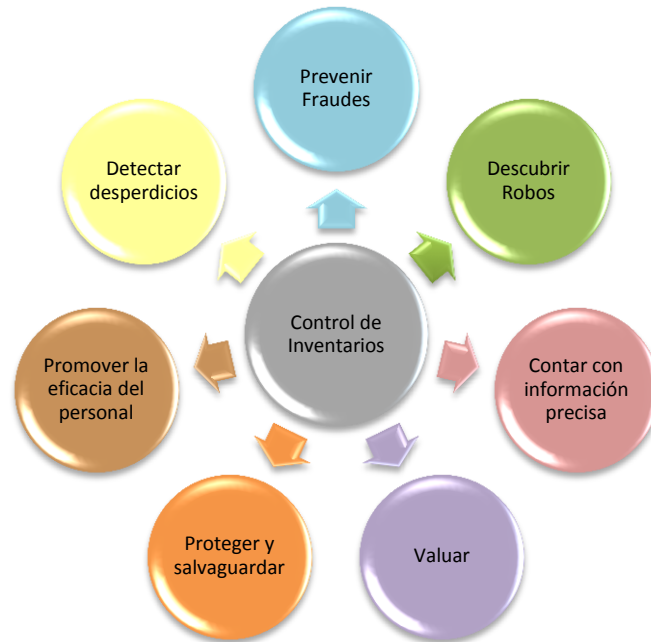 Prevenir
Fraudes
Detectar
desperdicios
Descubrir
Robos
Control de
Inventarios
Promover la
eficacia del
personal
Contar con
información
precisa
Proteger y
salvaguardar
Valuar